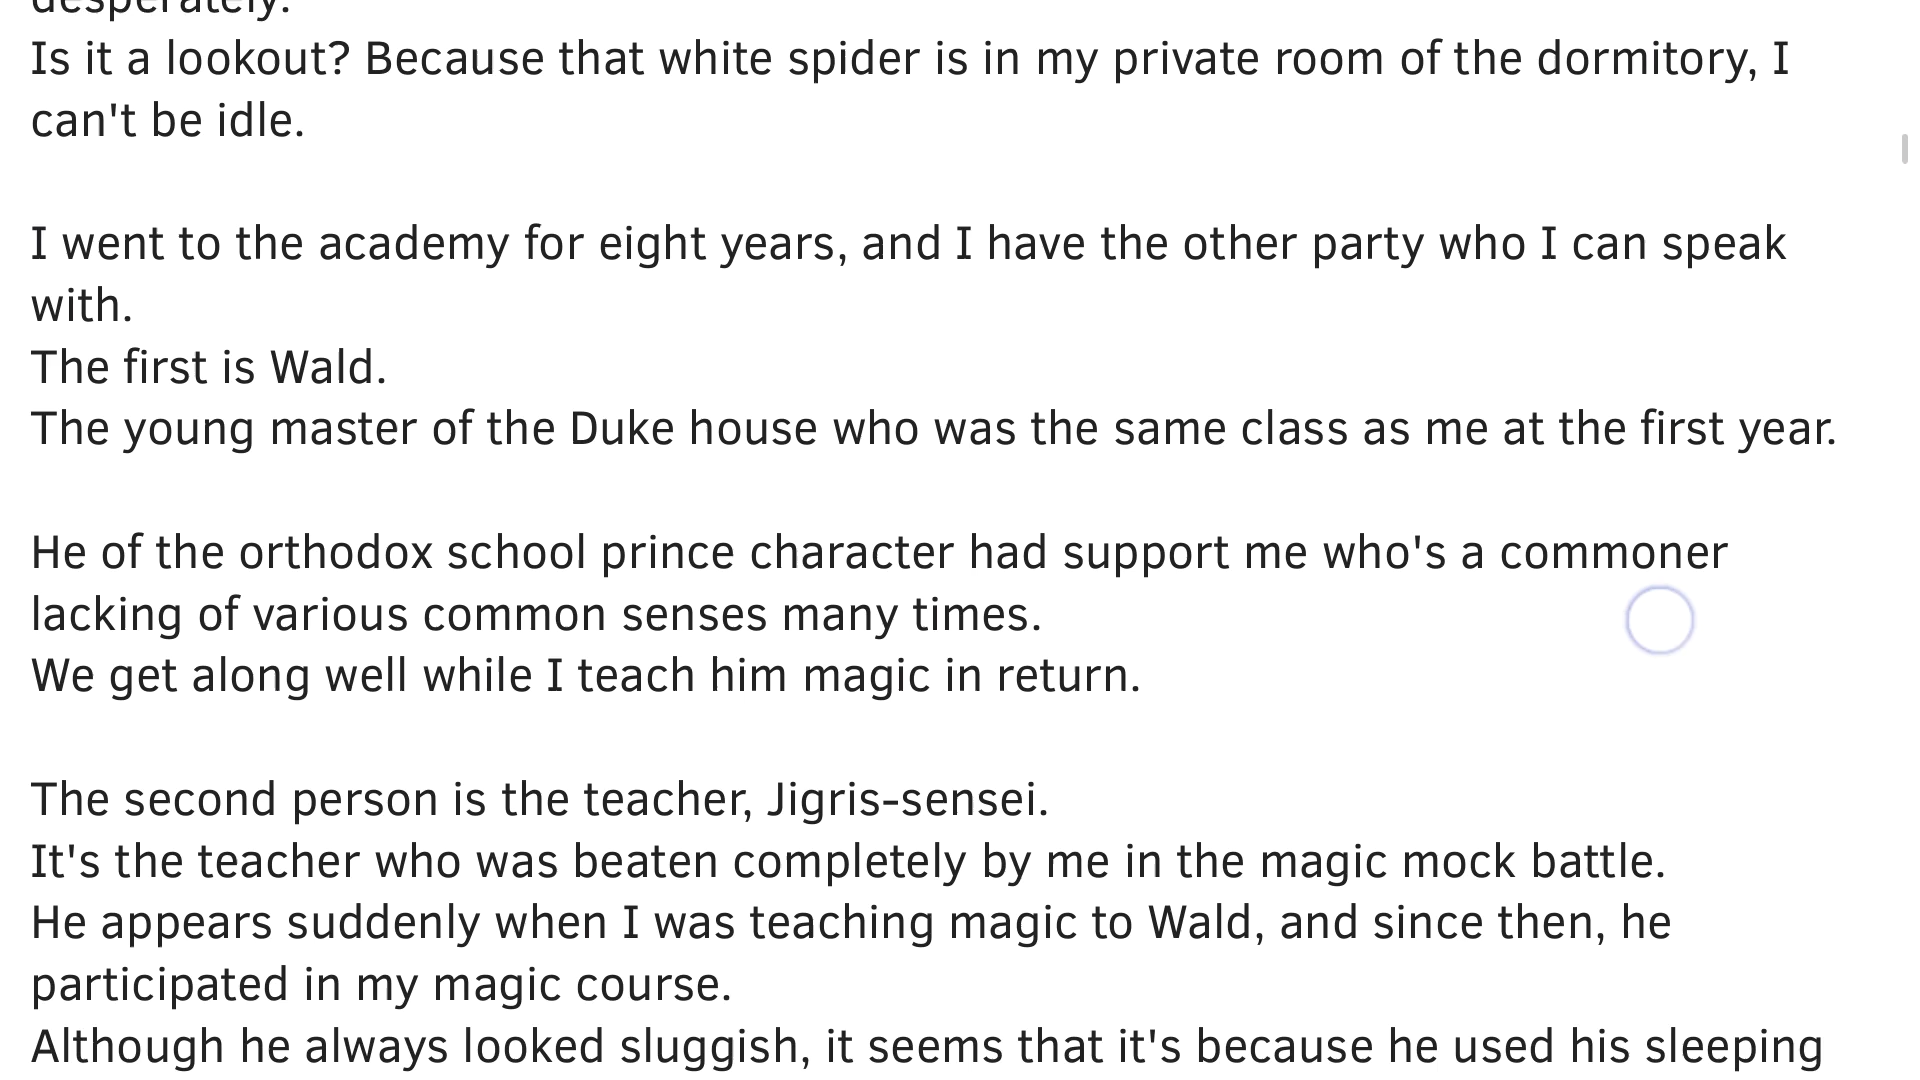 desperately.
Is it a lookout? Because that white spider is in my private room of the dormitory, I
can't be idle.
I went to the academy for eight years, and I have the other party who I can speak
with.
The first is Wald.
The young master of the Duke house who was the same class as me at the first year.
He of the orthodox school prince character had support me who's a commoner
lacking of various common senses many times.
We get along well while I teach him magic in return.
The second person is the teacher, Jigris-sensei.
It's the teacher who was beaten completely by me in the magic mock battle.
He appears suddenly when I was teaching magic to Wald, and since then, he
participated in my magic course.
Although he always looked sluggish, it seems that it's because he used his sleeping